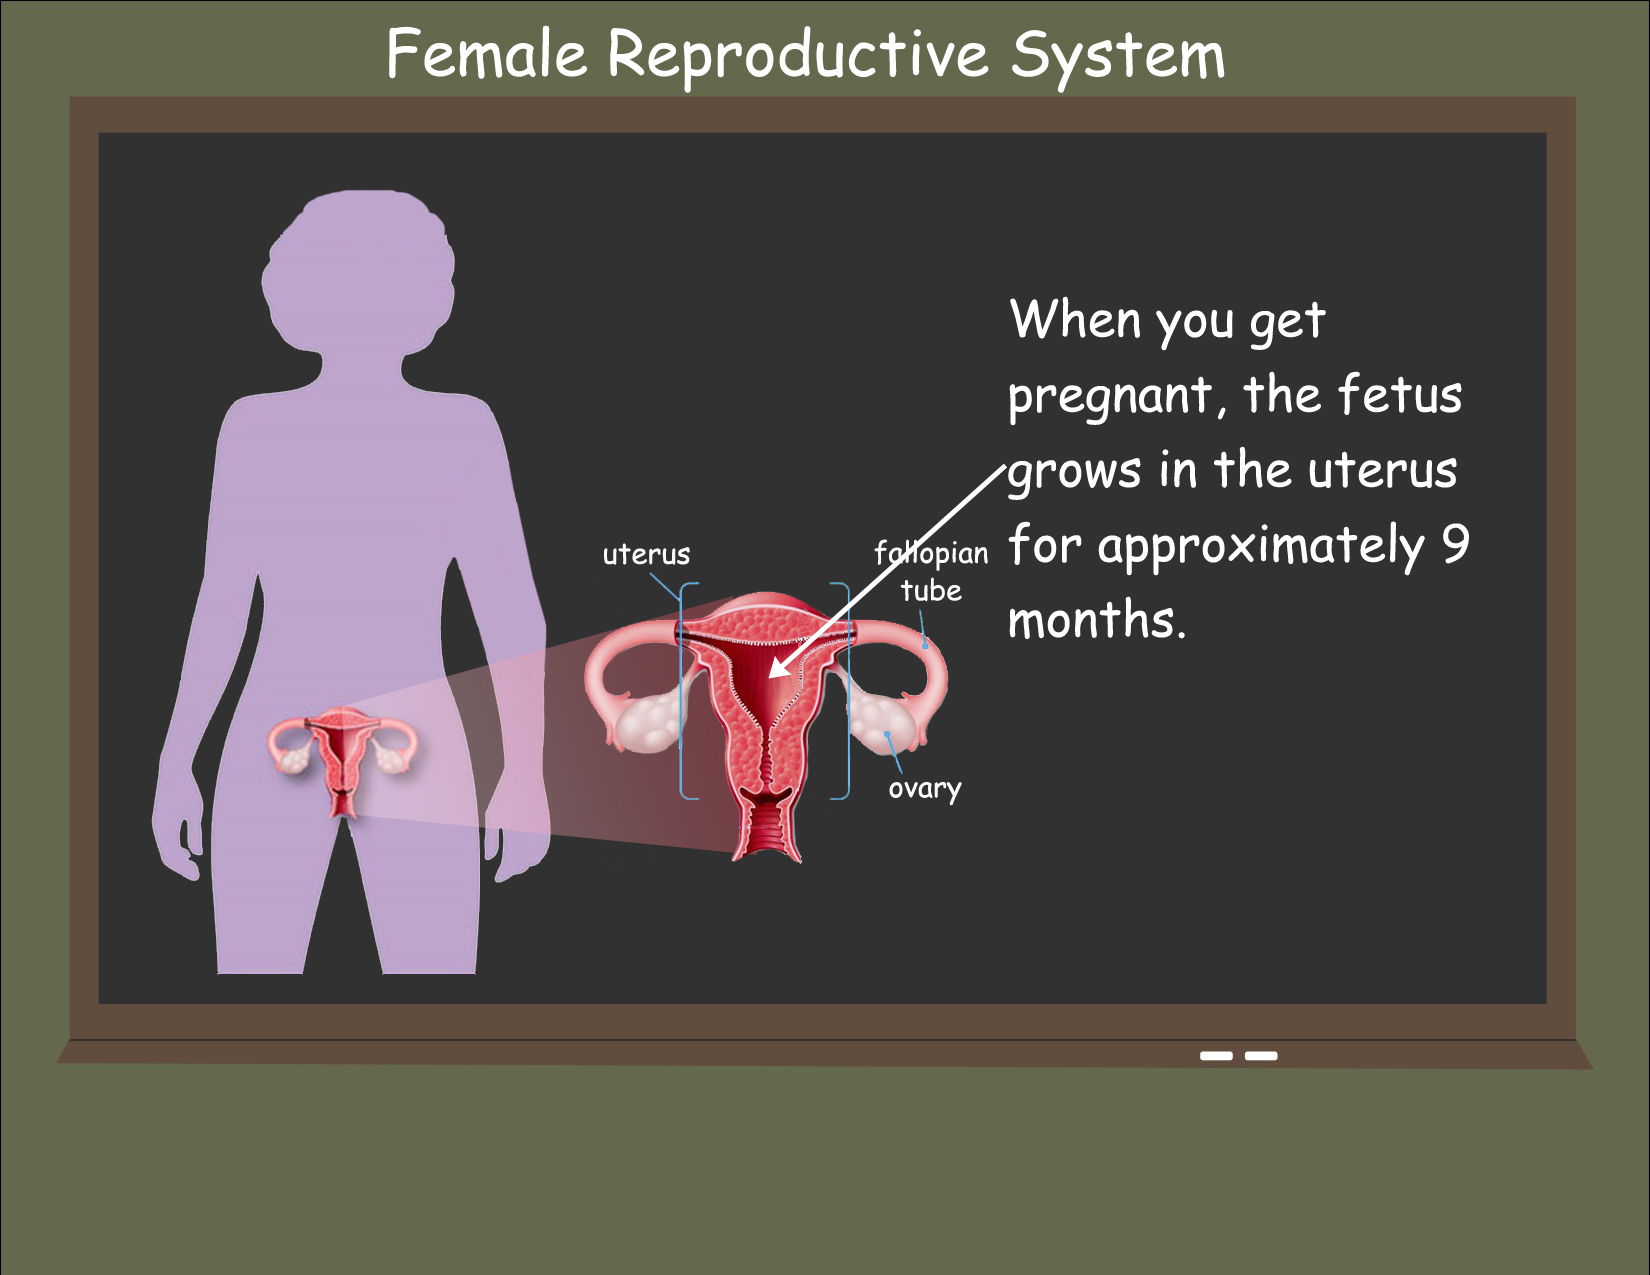 Female Reproductive System
When you get
pregnant, the fetus
grows in the uterus
for approximately 9
months.
uterus
fallopian
tube
ovary